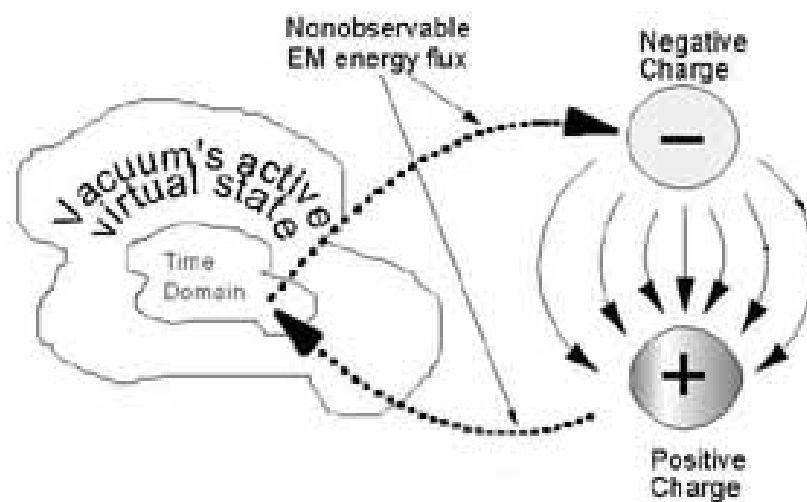 Nonobservable
EM energy flux
Negative
Charge
−
Vacuum's active
virtual state
Time
Domain
+
Positive
Charge